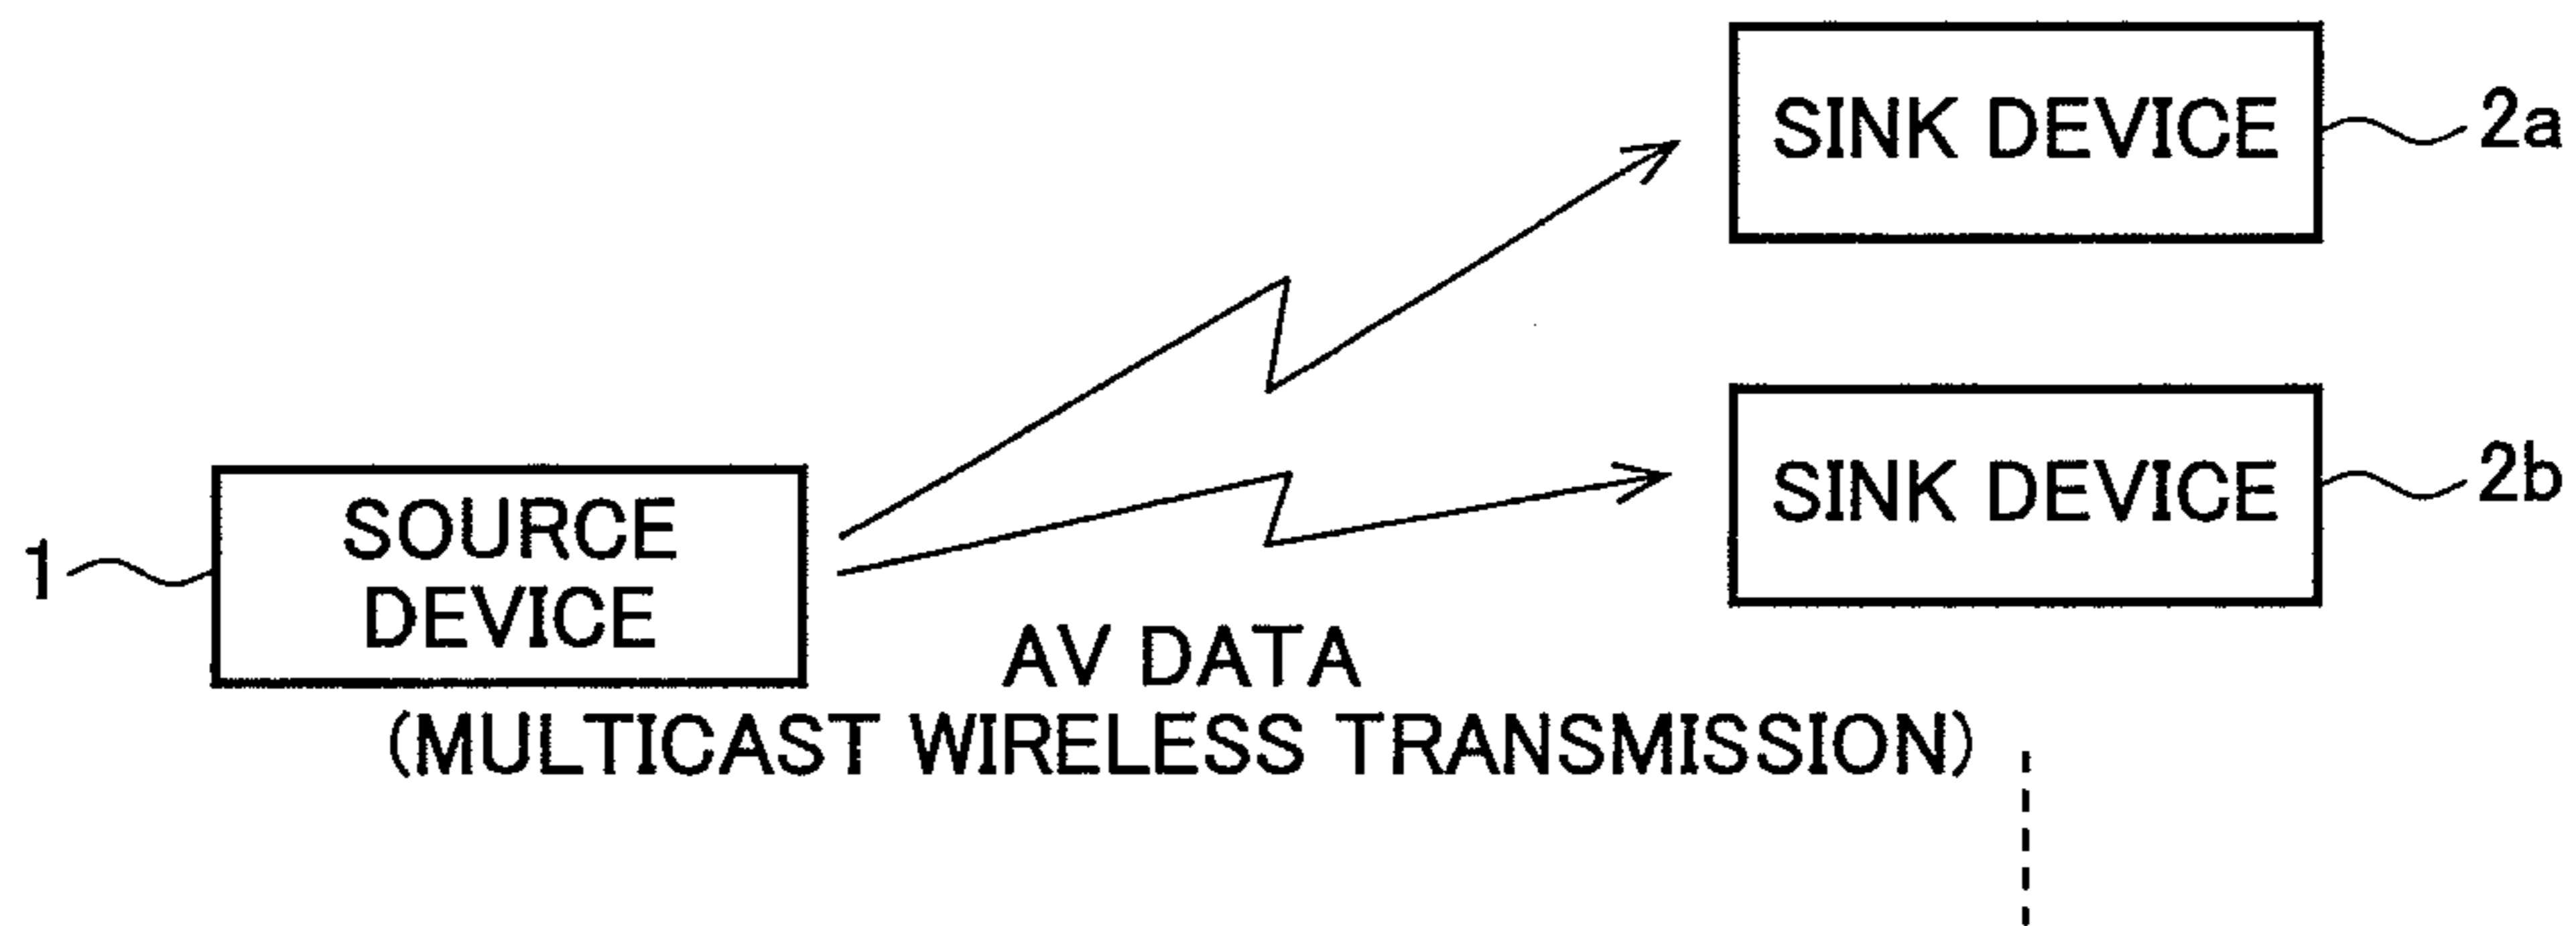 SINK DEVICE
2a
SINK DEVICE
2b
1
SOURCE
DEVICE
AV DATA
(MULTICAST WIRELESS TRANSMISSION)